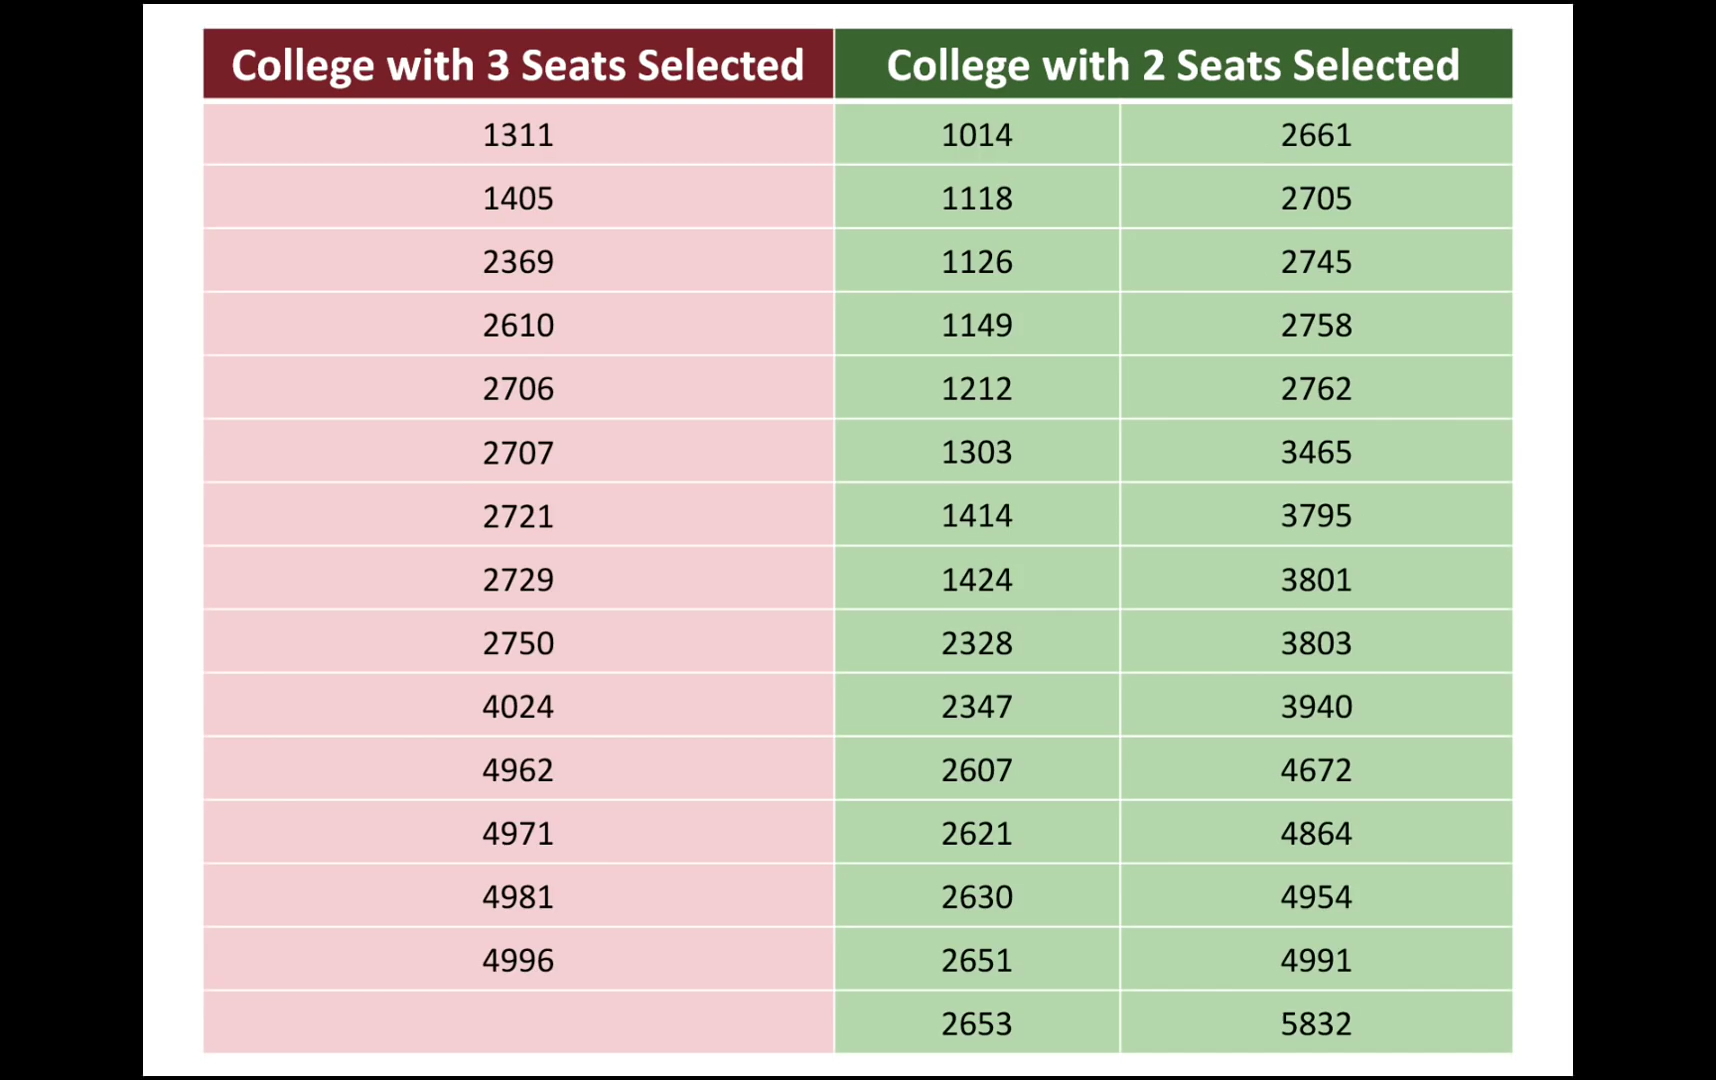 College with 3 Seats Selected College with 2 Seats Selected
1311 1014 2661
1405 1118 2705
2369 1126 2745
2610 1149 2758
2706 1212 2762
2707 1303 3465
2721 1414 3795
2729 1424 3801
2750 2328 3803
4024 2347 3940
4962 2607 4672
4971 2621 4864
4981 2630 4954
4996 2651 4991
2653 5832